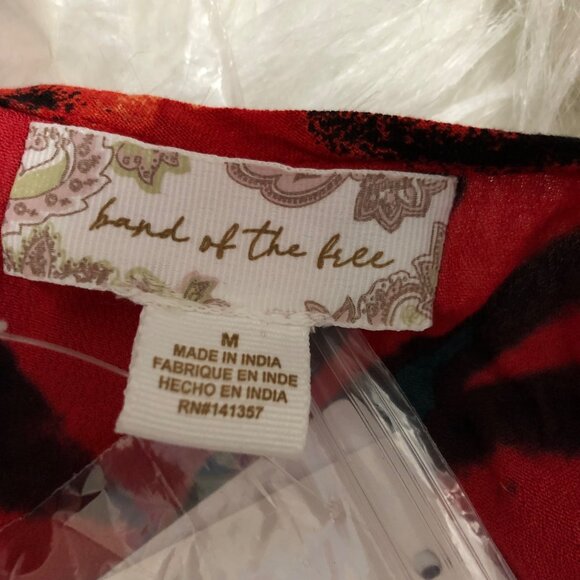 band of the free
M
MADE IN INDIA
FABRIQUE EN INDE
HECHO EN INDIA
RN#141357